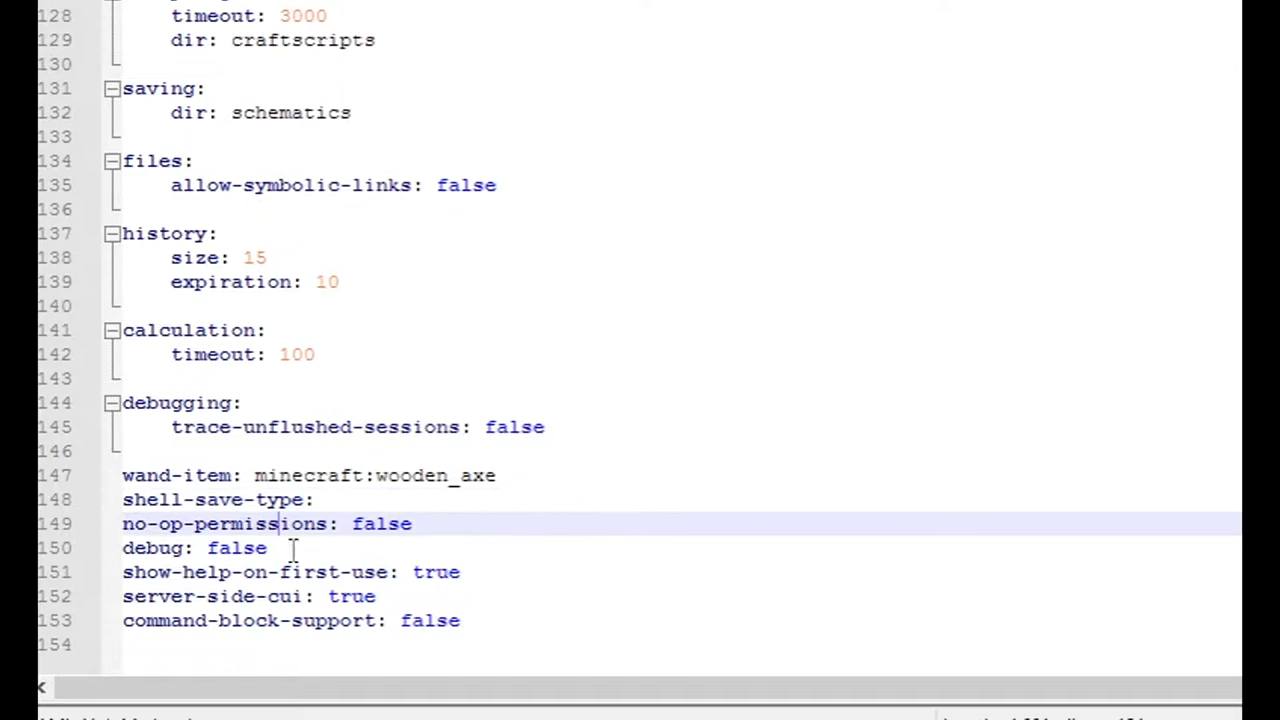 128 timeout: 3000
129 dir: craftscripts
130
131 saving:
132 dir: schematics
133
134 files:
135 allow-symbolic-links: false
136
137 history:
138 size: 15
139 expiration: 10
140
141 calculation:
142 timeout: 100
143
144 debugging:
145 trace-unflushed-sessions: false
146
147 wand-item: minecraft:wooden_axe
148 shell-save-type:
149 no-op-permissions: false
150 debug: false
151 show-help-on-first-use: true
152 server-side-cui: true
153 command-block-support: false
154